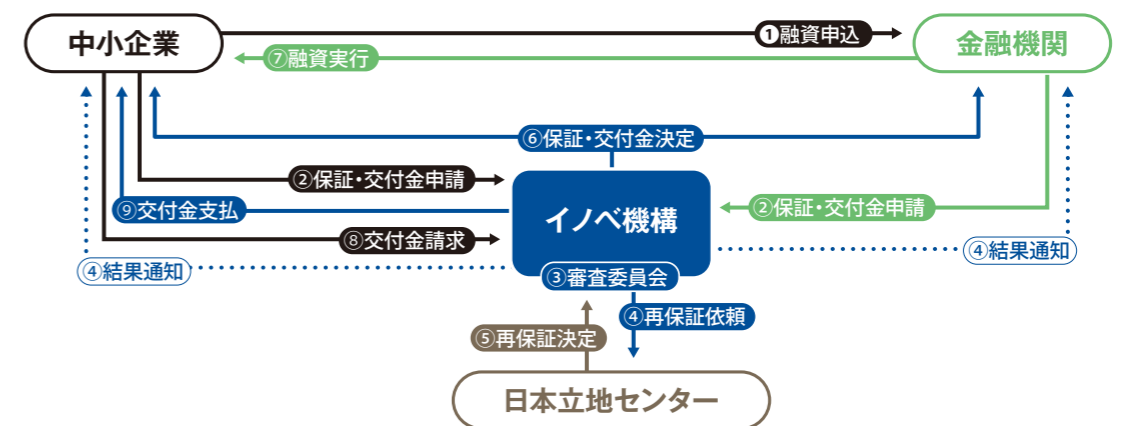 中小企業
❶融資申込
金融機関
⑦融資実行
⑥保証・交付金決定
②保証・交付金申請
イノベ機構
②保証・交付金申請
⑨交付金支払
⑧交付金請求
④結果通知
④結果通知
③審査委員会
④再保証依頼
⑤再保証決定
日本立地センター